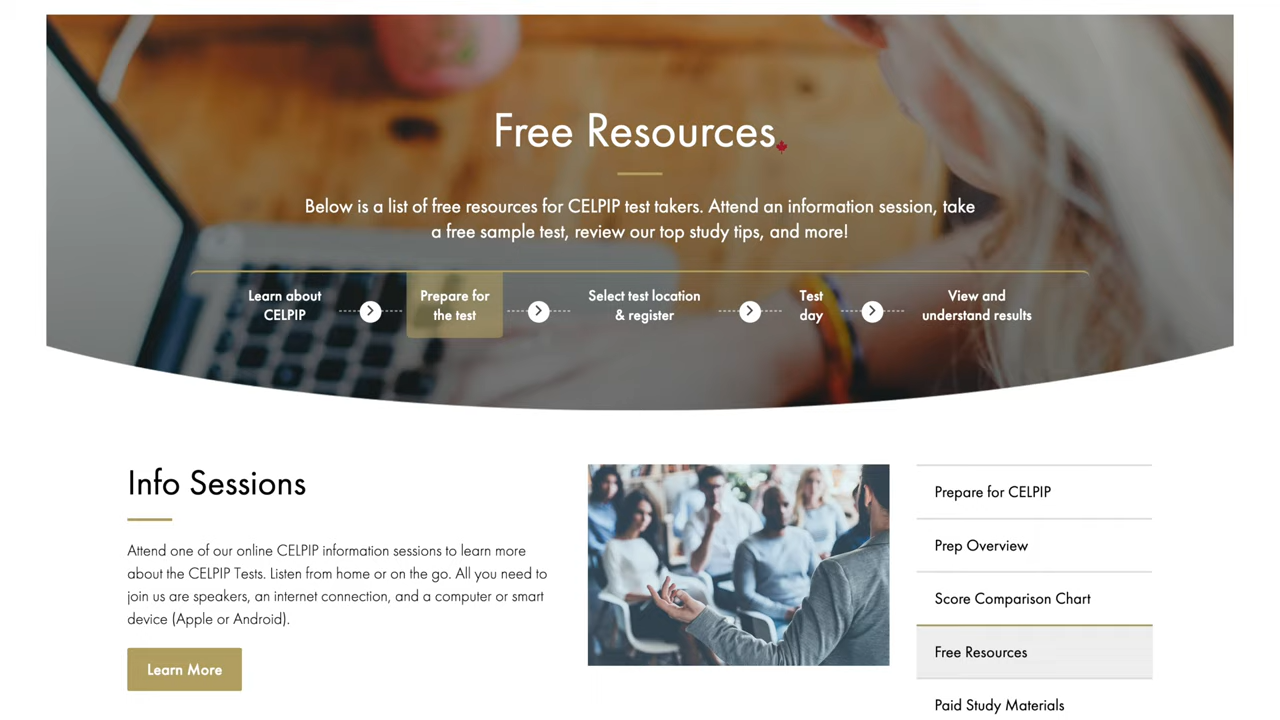 Free Resources
Below is a list of free resources for CELPIP test takers. Attend an information session, take
a free sample test, review our top study tips, and more!
Learn about
CELPIP
Prepare for
the test
Select test location
& register
Test
day
View and
understand results
Info Sessions
Attend one of our online CELPIP information sessions to learn more
about the CELPIP Tests. Listen from home or on the go. All you need to
join us are speakers, an internet connection, and a computer or smart
device (Apple or Android).
Learn More
Prepare for CELPIP
Prep Overview
Score Comparison Chart
Free Resources
Paid Study Materials